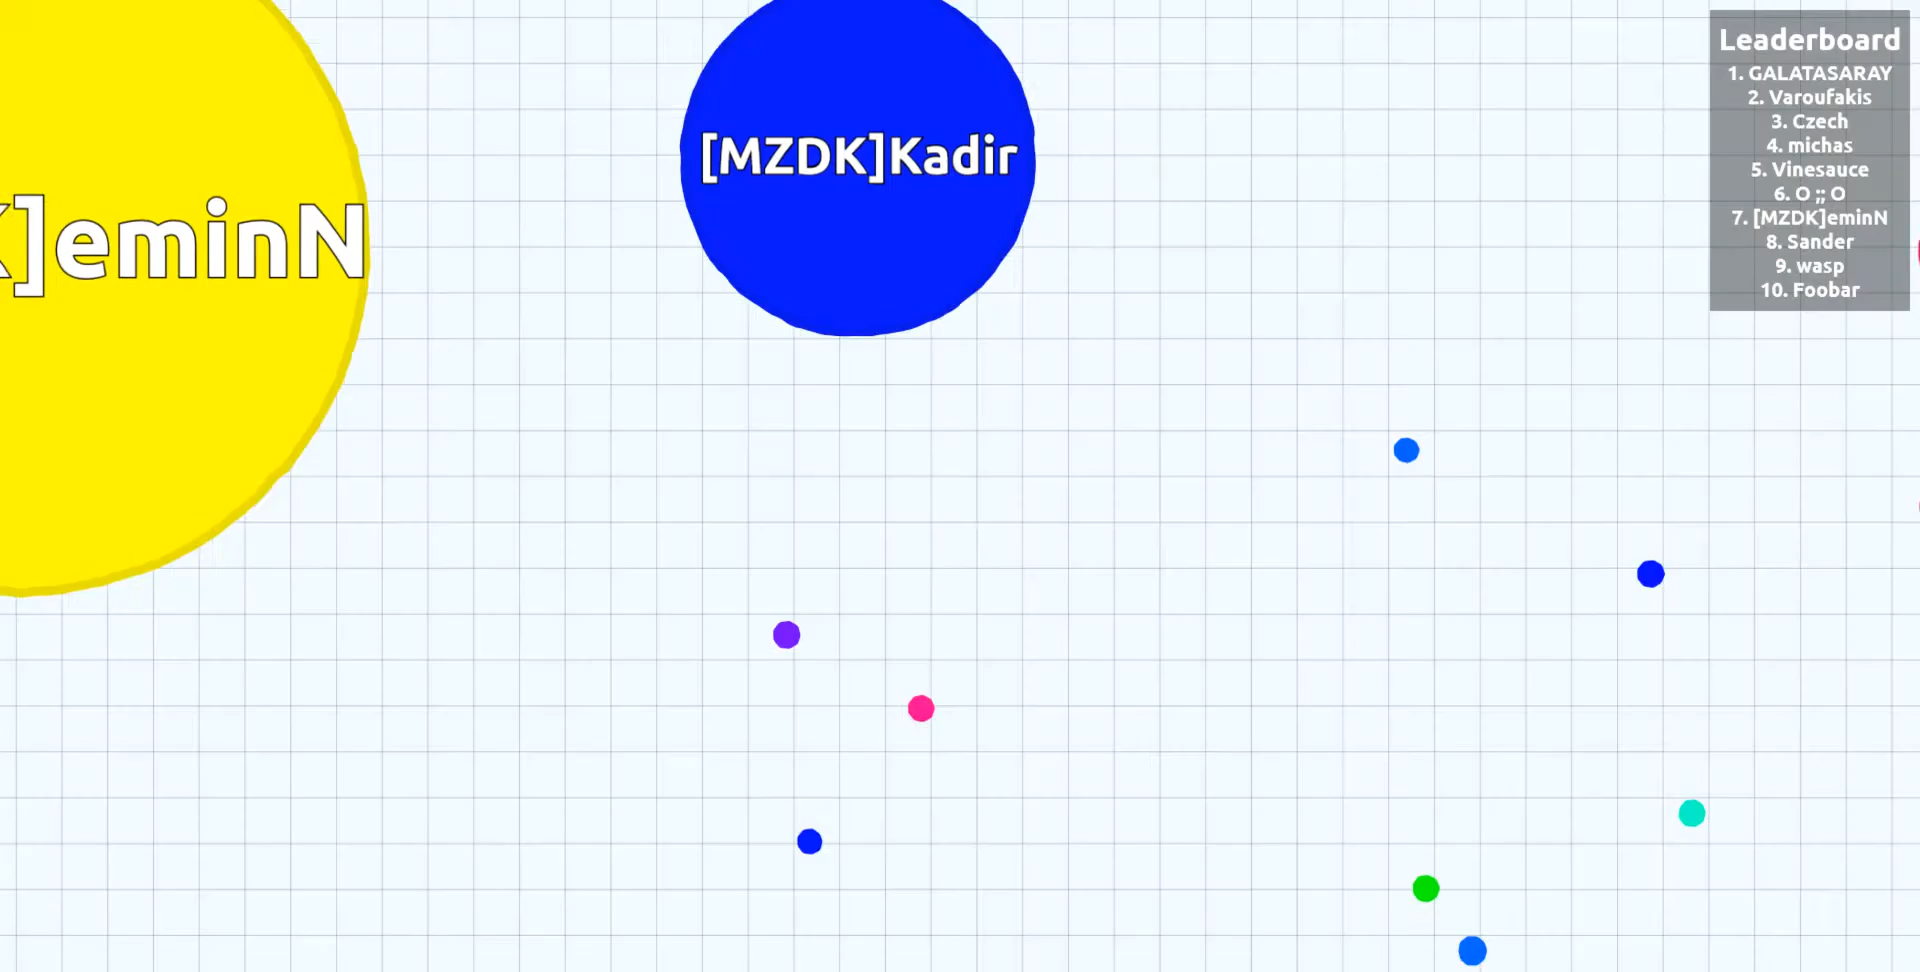 ]eminN
[MZDK]Kadir
Leaderboard
1. GALATASARAY
2. Varoufakis
3. Czech
4. michas
5. Vinesauce
6. O ;; O
7. [MZDK]eminN
8. Sander
9. wasp
10. Foobar